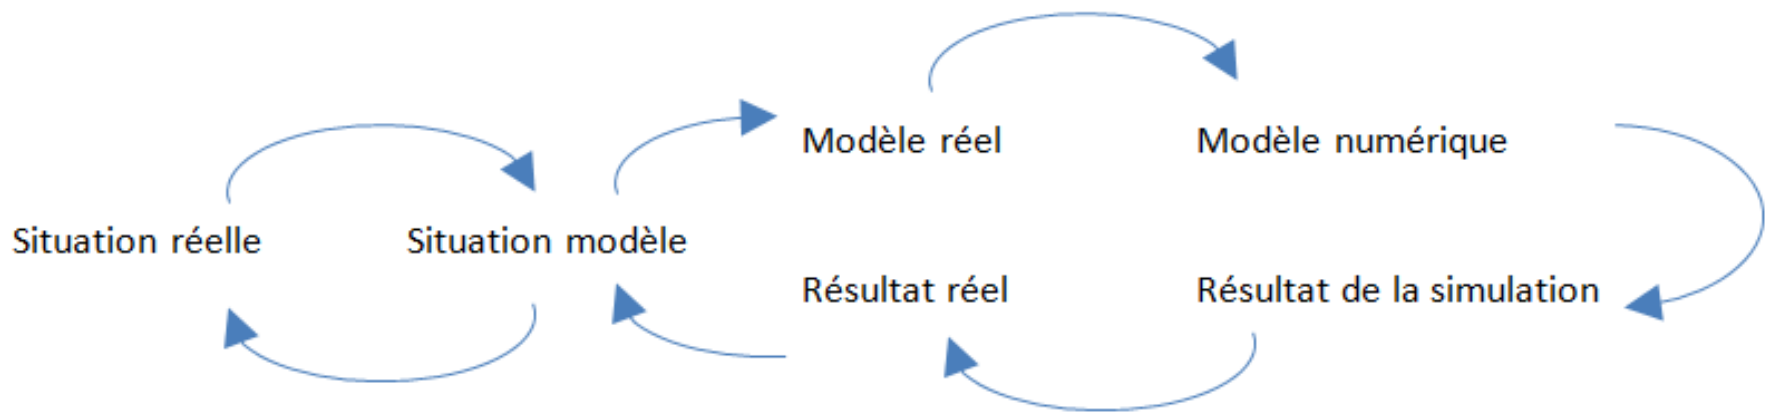 Modèle réel
Modèle numérique
Situation réelle
Situation modèle
Résultat réel
Résultat de la simulation